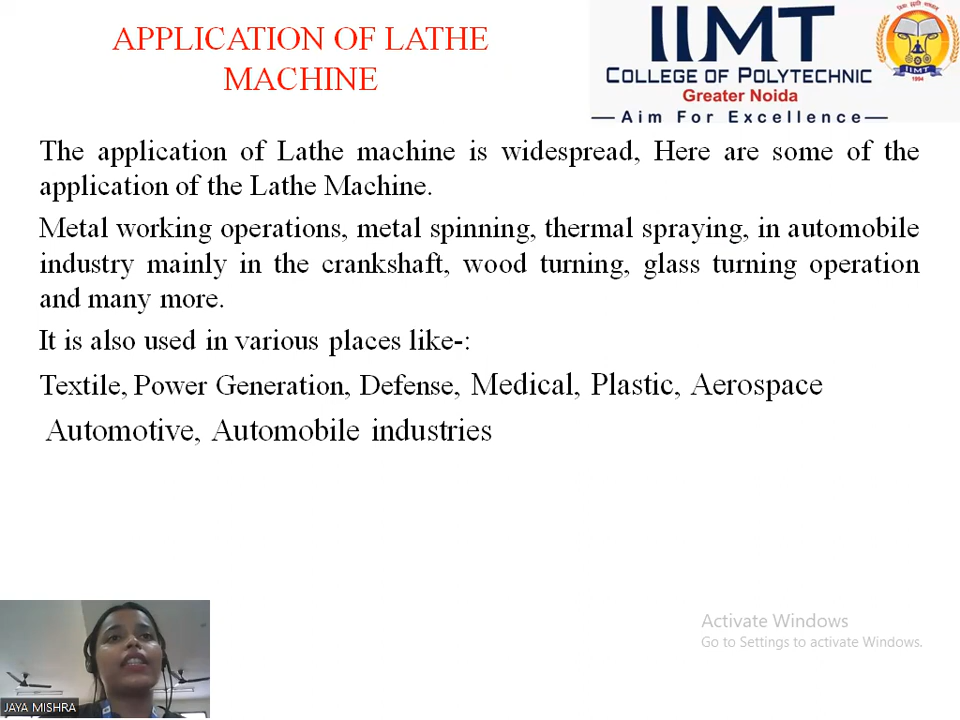 APPLICATION OF LATHE
MACHINE
IIMT
COLLEGE OF POLYTECHNIC
Greater Noida
Aim For Excellence
IIMT
1994
The application of Lathe machine is widespread, Here are some of the
application of the Lathe Machine.
Metal working operations, metal spinning, thermal spraying, in automobile
industry mainly in the crankshaft, wood turning, glass turning operation
and many more.
It is also used in various places like-:
Textile, Power Generation, Defense, Medical, Plastic, Aerospace
Automotive, Automobile industries
Activate Windows
Go to Settings to activate Windows.
JAYA MISHRA